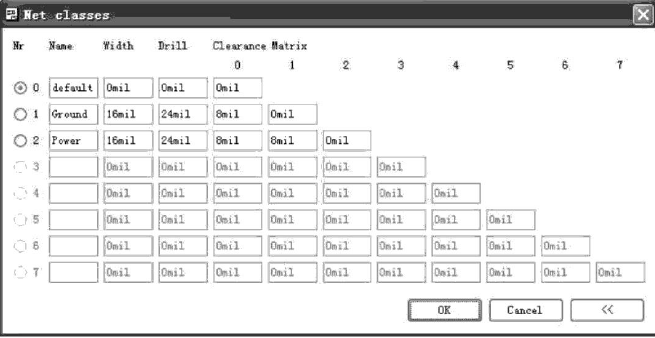 Net classes
Nr Name Width Drill Clearance Matrix
0 1 2 3 4 5 6 7
0 default 0mil 0mil 0mil
1 Ground 16mil 24mil 8mil 0mil
2 Power 16mil 24mil 8mil 8mil 0mil
3 0mil 0mil 0mil 0mil 0mil 0mil
4 0mil 0mil 0mil 0mil 0mil 0mil 0mil
5 0mil 0mil 0mil 0mil 0mil 0mil 0mil 0mil
6 0mil 0mil 0mil 0mil 0mil 0mil 0mil 0mil 0mil
7 0mil 0mil 0mil 0mil 0mil 0mil 0mil 0mil 0mil 0mil
OK Cancel <<